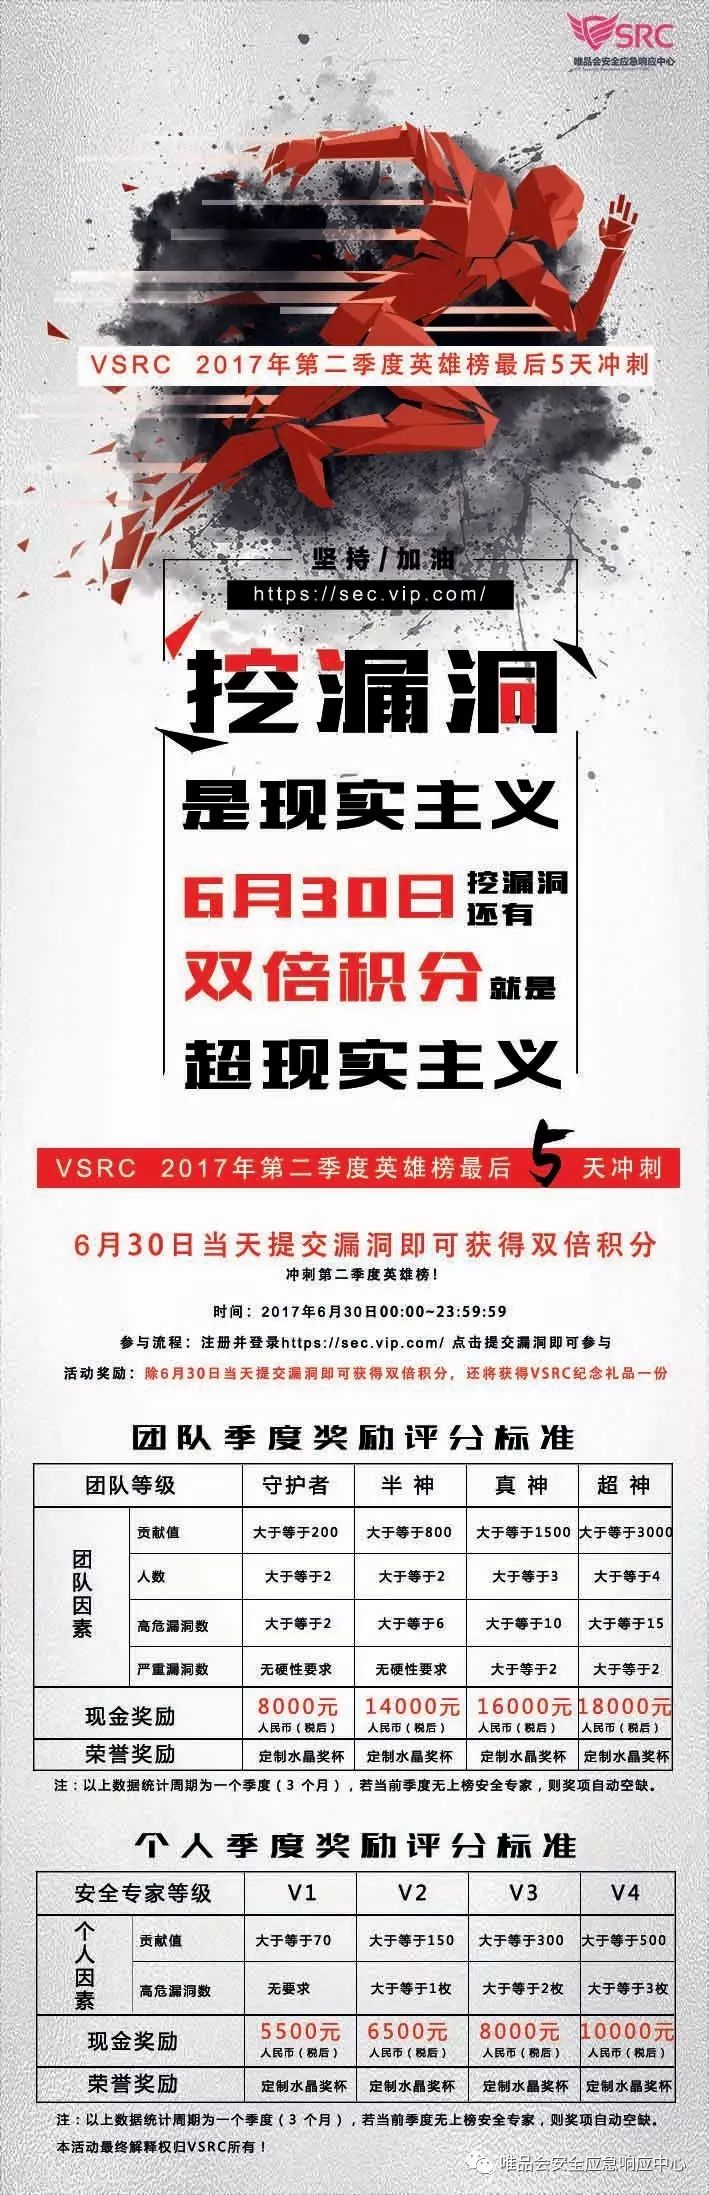 VSRC
唯品会安全应急响应中心
VSRC 2017年第二季度英雄榜最后5天冲刺
坚持/加油
https://sec.vip.com/
挖漏洞
是现实主义
6月30日 挖漏洞
还有
双倍积分 就是
超现实主义
VSRC 2017年第二季度英雄榜最后 5 天冲刺
6月30日当天提交漏洞即可获得双倍积分
冲刺第二季度英雄榜!
时间：2017年6月30日00:00~23:59:59
参与流程：注册并登录https://sec.vip.com/ 点击提交漏洞即可参与
活动奖励：除6月30日当天提交漏洞即可获得双倍积分，还将获得VSRC纪念礼品一份
团队季度奖励评分标准
团队等级 守护者 半神 真神 超神
团队因素
贡献值 大于等于200 大于等于800 大于等于1500 大于等于3000
人数 大于等于2 大于等于2 大于等于3 大于等于4
高危漏洞数 大于等于2 大于等于6 大于等于10 大于等于15
严重漏洞数 无硬性要求 无硬性要求 大于等于2 大于等于2
现金奖励 8000元 14000元 16000元 18000元
人民币（税后） 人民币（税后） 人民币（税后） 人民币（税后）
荣誉奖励 定制水晶奖杯 定制水晶奖杯 定制水晶奖杯 定制水晶奖杯
注：以上数据统计周期为一个季度（3 个月），若当前季度无上榜安全专家，则奖项自动空缺。
个人季度奖励评分标准
安全专家等级 V1 V2 V3 V4
个人因素
贡献值 大于等于70 大于等于150 大于等于300 大于等于500
高危漏洞数 无要求 大于等于1枚 大于等于2枚 大于等于3枚
现金奖励 5500元 6500元 8000元 10000元
人民币（税后） 人民币（税后） 人民币（税后） 人民币（税后）
荣誉奖励 定制水晶奖杯 定制水晶奖杯 定制水晶奖杯 定制水晶奖杯
注：以上数据统计周期为一个季度（3 个月），若当前季度无上榜安全专家，则奖项自动空缺。
本活动最终解释权归VSRC所有！
唯品会安全应急响应中心